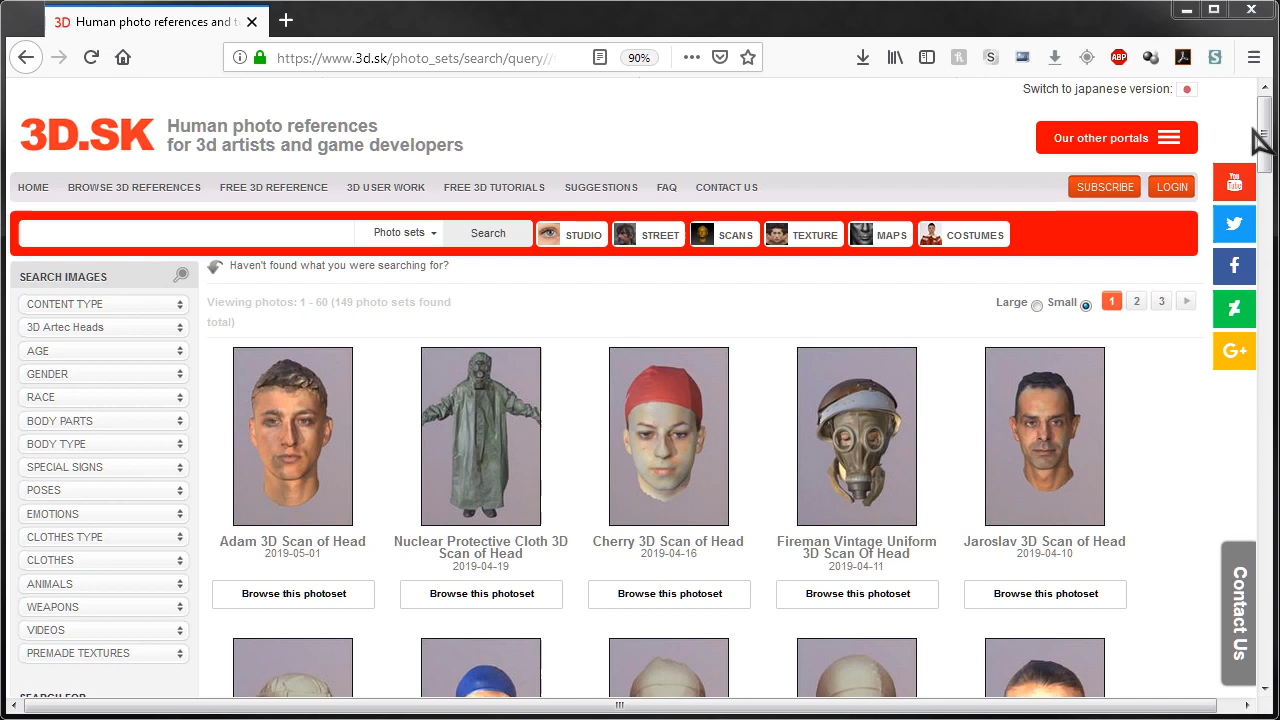 3D Human photo references and t
https://www.3d.sk/photo_sets/search/query/
90%
ABP
S
Switch to japanese version:
3D.SK
Human photo references
for 3d artists and game developers
Our other portals
HOME BROWSE 3D REFERENCES FREE 3D REFERENCE 3D USER WORK FREE 3D TUTORIALS SUGGESTIONS FAQ CONTACT US SUBSCRIBE LOGIN
You Tube
Photo sets Search STUDIO STREET SCANS TEXTURE MAPS COSTUMES
G+
SEARCH IMAGES
CONTENT TYPE
3D Artec Heads
AGE
GENDER
RACE
BODY PARTS
BODY TYPE
SPECIAL SIGNS
POSES
EMOTIONS
CLOTHES TYPE
CLOTHES
ANIMALS
WEAPONS
VIDEOS
PREMADE TEXTURES
SEARCH FOR
Haven't found what you were searching for?
Viewing photos: 1 - 60 (149 photo sets found
total)
Large Small 1 2 3
Adam 3D Scan of Head
2019-05-01
Browse this photoset
Nuclear Protective Cloth 3D
Scan of Head
2019-04-19
Browse this photoset
Cherry 3D Scan of Head
2019-04-16
Browse this photoset
Fireman Vintage Uniform
3D Scan Of Head
2019-04-11
Browse this photoset
Jaroslav 3D Scan of Head
2019-04-10
Browse this photoset
Contact Us